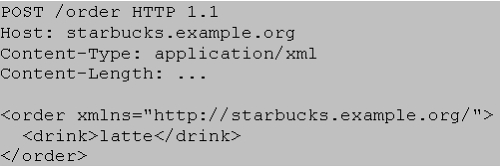 POST /order HTTP 1.1
Host: starbucks.example.org
Content-Type: application/xml
Content-Length: ...

<order xmlns="http://starbucks.example.org/">
  <drink>latte</drink>
</order>